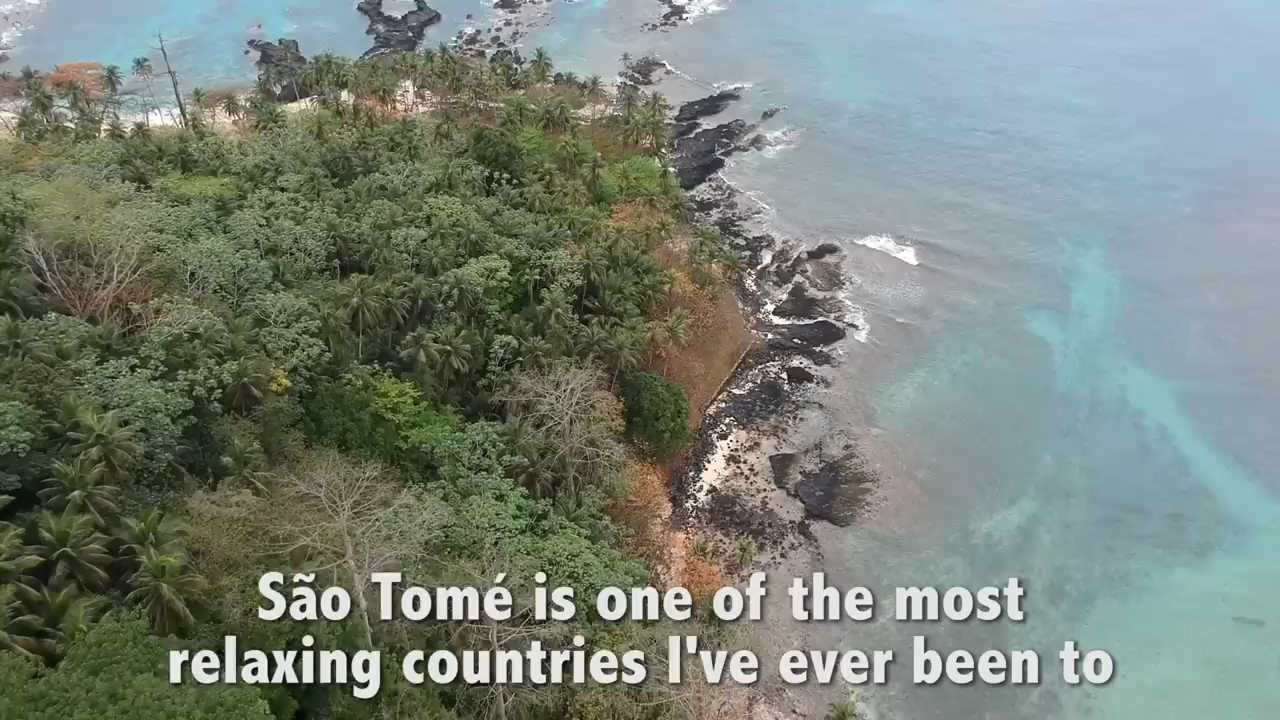 São Tomé is one of the most
relaxing countries I've ever been to